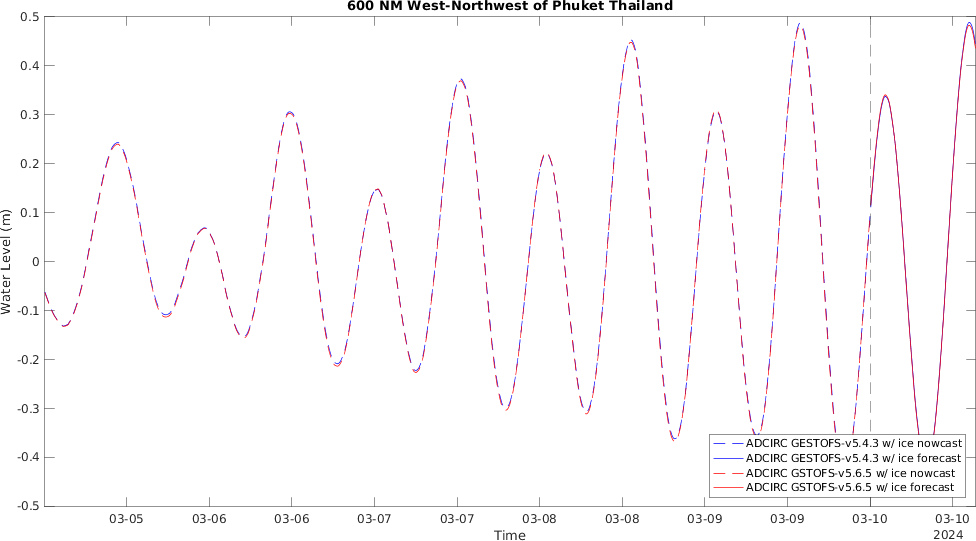 600 NM West-Northwest of Phuket Thailand
0.5
0.4
0.3
0.2
0.1
0
-0.1
-0.2
-0.3
-0.4
-0.5
Water Level (m)
ADCIRC GESTOFS-v5.4.3 w/ ice nowcast
ADCIRC GESTOFS-v5.4.3 w/ ice forecast
ADCIRC GSTOFS-v5.6.5 w/ ice nowcast
ADCIRC GSTOFS-v5.6.5 w/ ice forecast
03-05 03-06 03-06 03-07 03-07 03-08 03-08 03-09 03-09 03-10 03-10
Time
2024